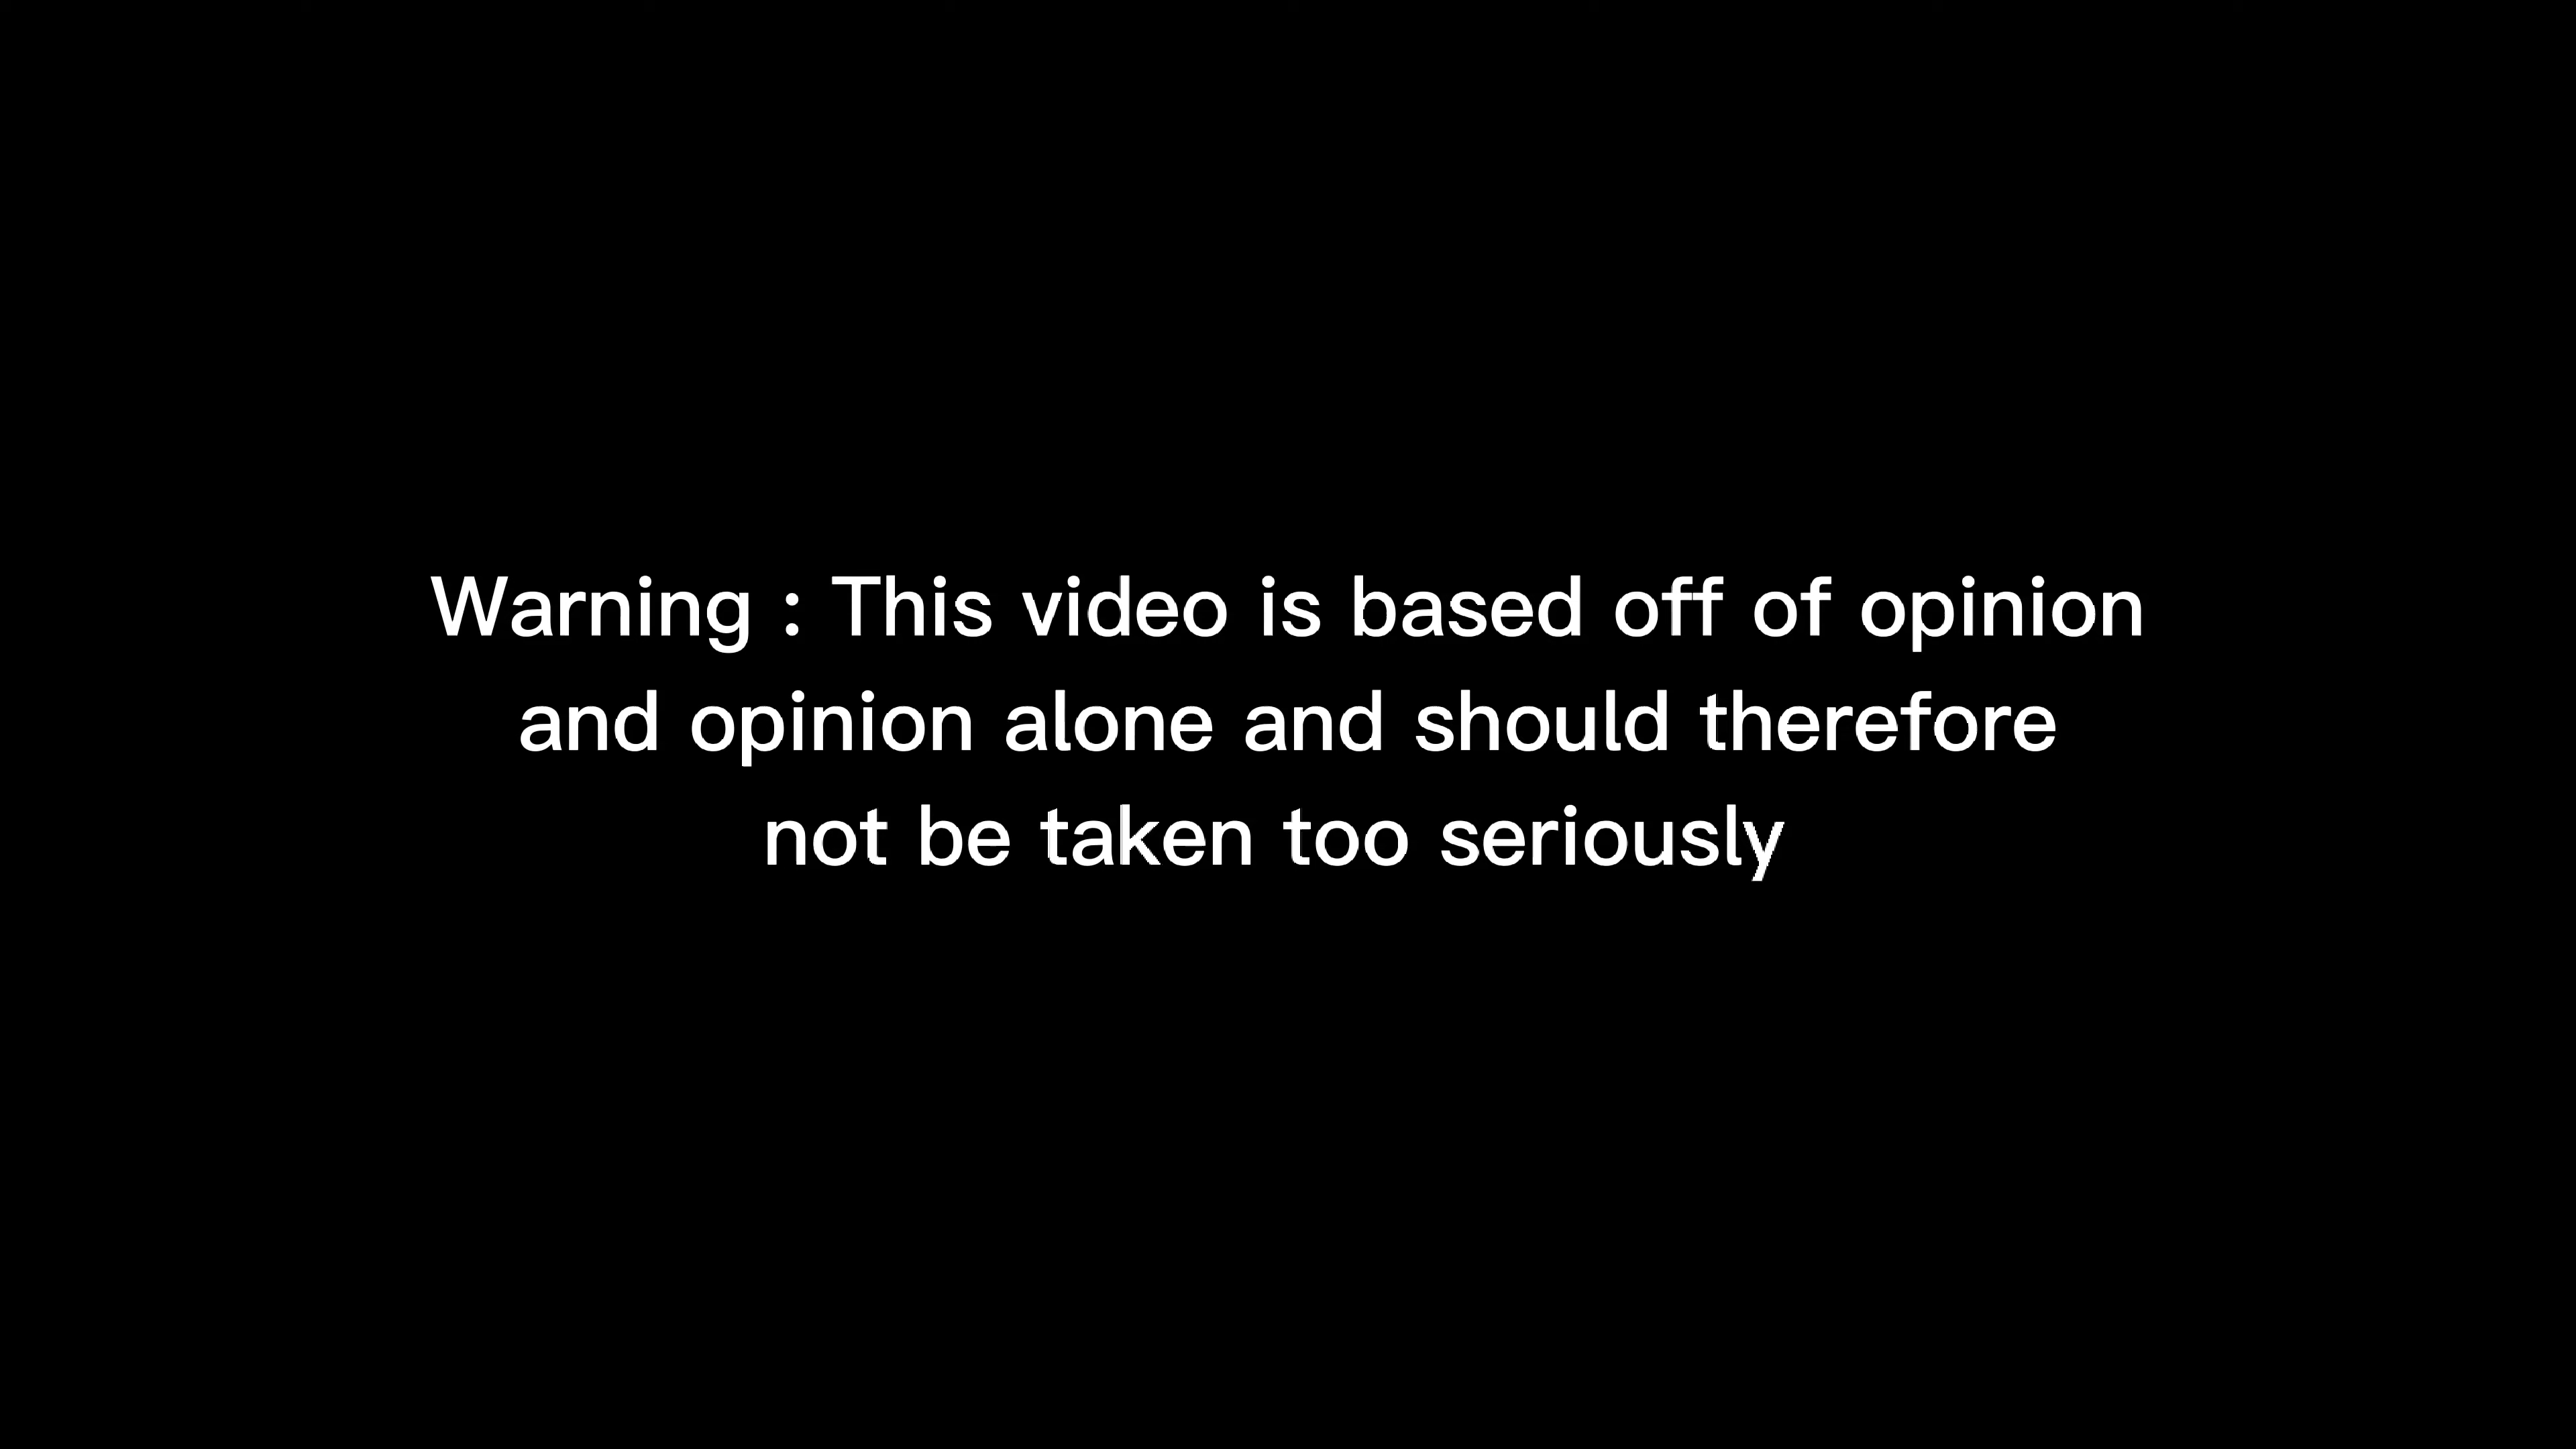 Warning : This video is based off of opinion
and opinion alone and should therefore
not be taken too seriously